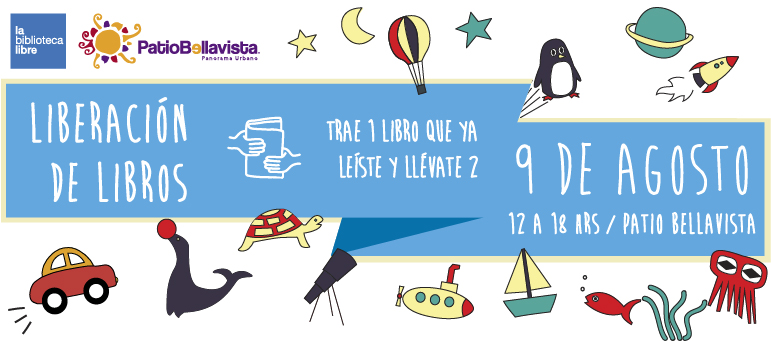 la
biblioteca
libre
PatioBellavista.
Panorama Urbano
LIBERACIÓN
DE LIBROS
TRAE 1 LIBRO QUE YA
LEÍSTE Y LLÉVATE 2
9 DE AGOSTO
12 A 18 HRS / PATIO BELLAVISTA